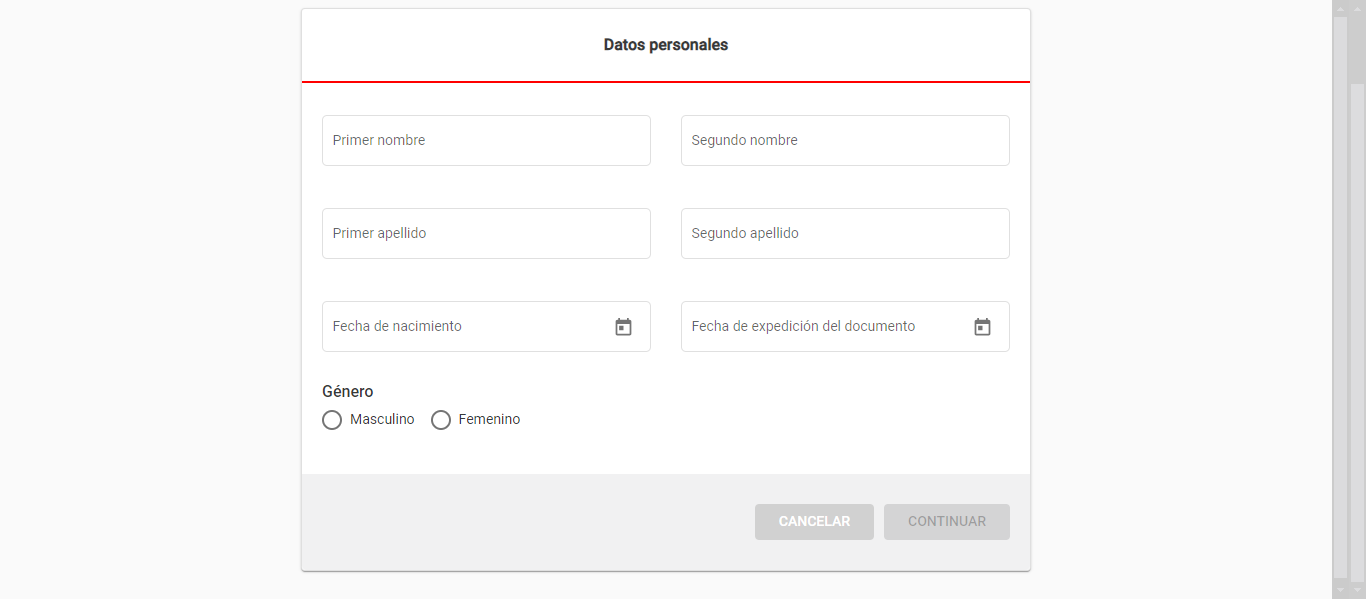 Datos personales
Primer nombre
Segundo nombre
Primer apellido
Segundo apellido
Fecha de nacimiento
Fecha de expedición del documento
Género
Masculino Femenino
CANCELAR CONTINUAR